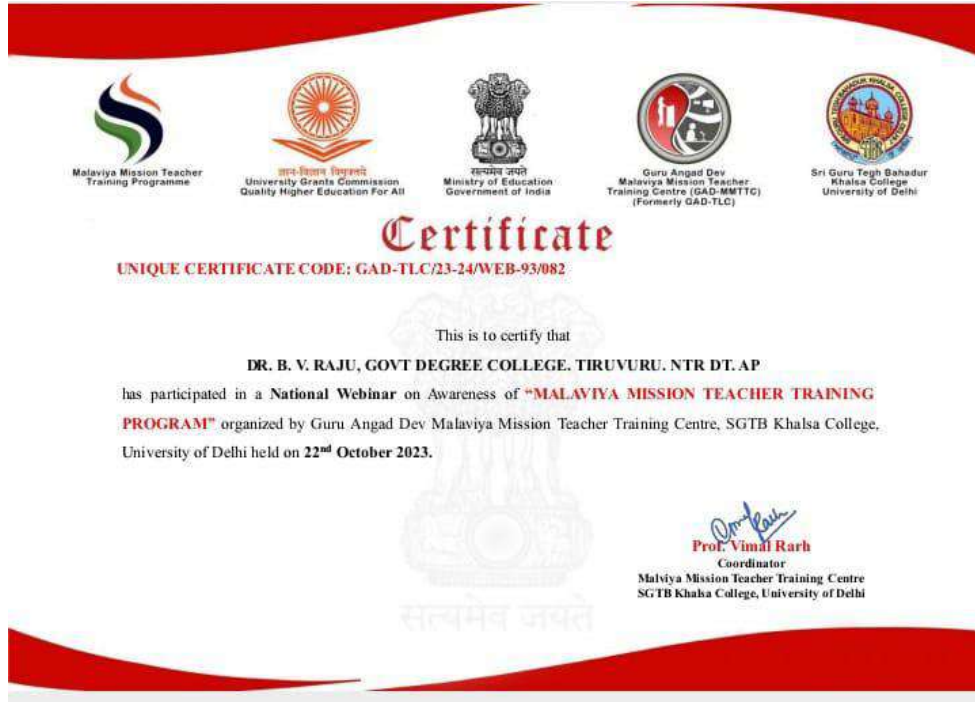 Malaviya Mission Teacher
Training Programme
ज्ञान-विज्ञान विमुक्तये
University Grants Commission
Quality Higher Education For All
सत्यमेव जयते
Ministry of Education
Government of India
Guru Angad Dev
Malaviya Mission Teacher
Training Centre (GAD-MMTTC)
(Formerly GAD-TLC)
Sri Guru Tegh Bahadur
Khalsa College
University of Delhi
Certificate
UNIQUE CERTIFICATE CODE: GAD-TLC/23-24/WEB-93/082
This is to certify that
DR. B. V. RAJU, GOVT DEGREE COLLEGE. TIRUVURU. NTR DT. AP
has participated in a National Webinar on Awareness of “MALAVIYA MISSION TEACHER TRAINING
PROGRAM” organized by Guru Angad Dev Malaviya Mission Teacher Training Centre, SGTB Khalsa College,
University of Delhi held on 22nd October 2023.
Prof. Vimal Rarh
Coordinator
Malviya Mission Teacher Training Centre
SGTB Khalsa College, University of Delhi
सत्यमेव जयते